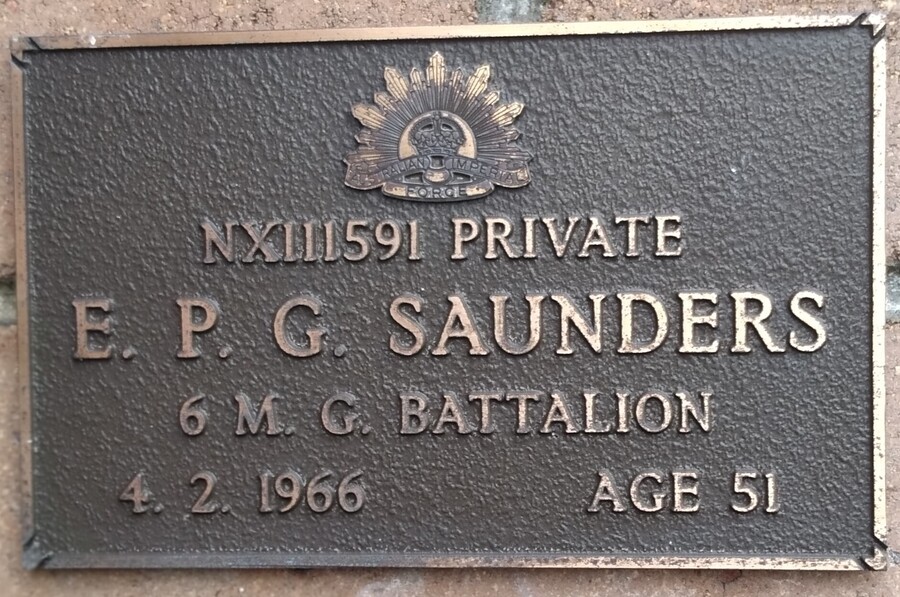 AUSTRALIAN IMPERIAL
FORCE
NX111591 PRIVATE
E. P. G. SAUNDERS
6 M. G. BATTALION
4. 2. 1966 AGE 51